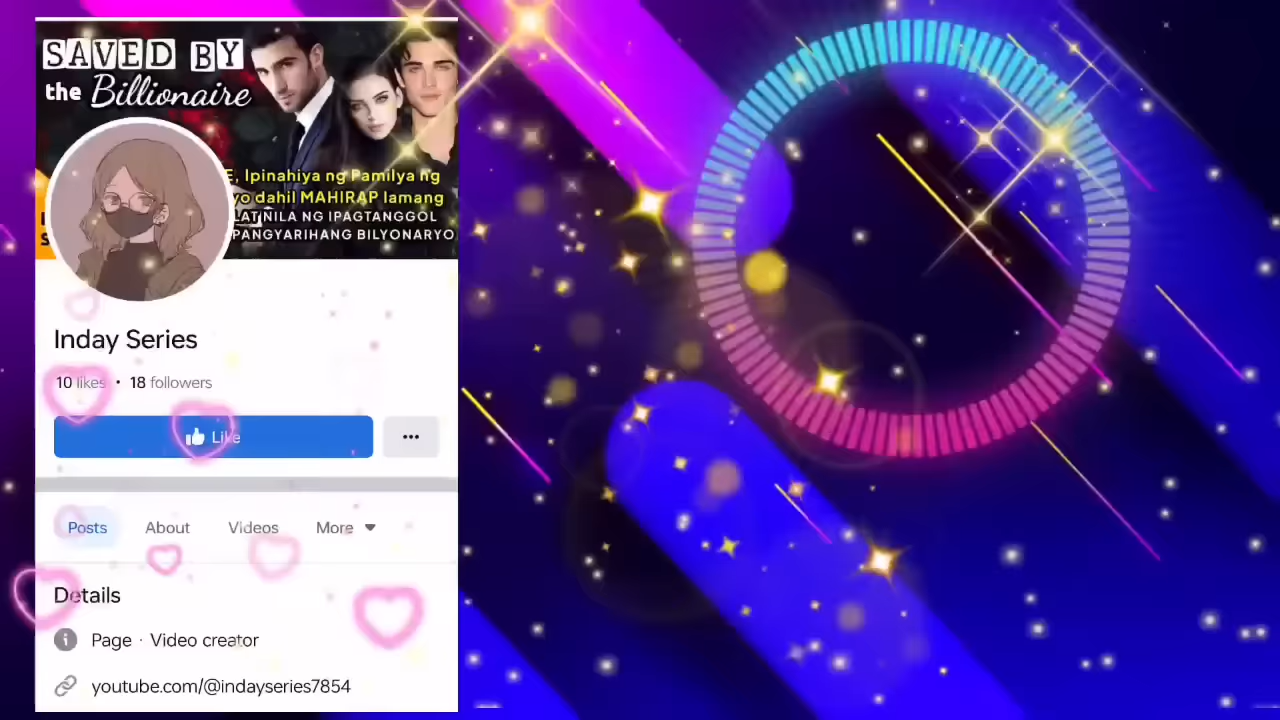 SAVED BY
the Billionaire
E, Ipinahiya ng Pamilya ng
yo dahil MAHIRAP lamang
NILA NG IPAGTANGGOL
PANGYARIHANG BILYONARYO
Inday Series
10 likes • 18 followers
Like
Posts About Videos More
Details
Page · Video creator
youtube.com/@indayseries7854